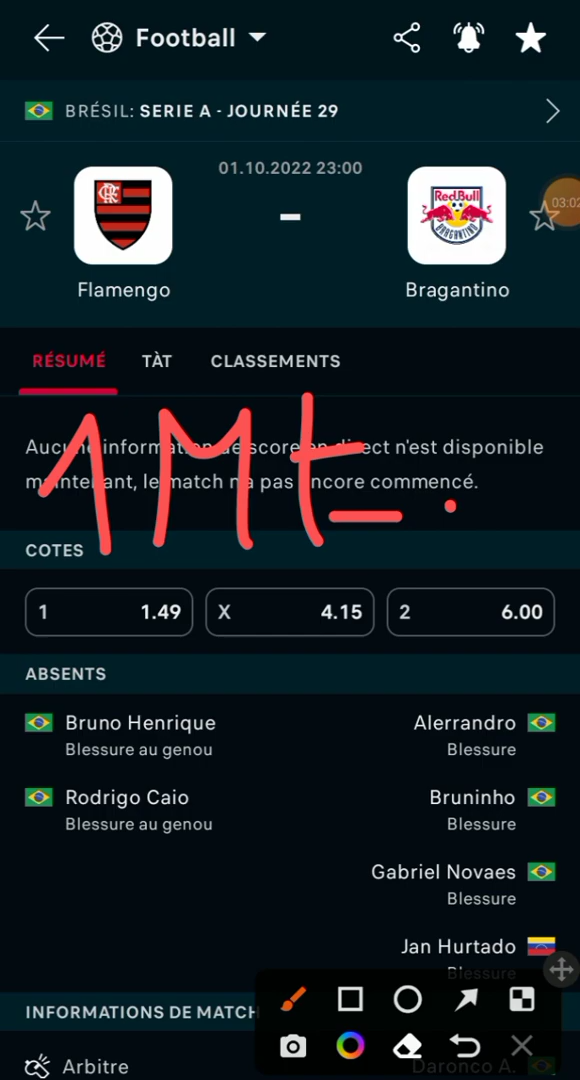 Football
BRÉSIL: SERIE A - JOURNÉE 29
01.10.2022 23:00
03:02
Flamengo
-
Bragantino
RÉSUMÉ TÀT CLASSEMENTS
Aucune information de score en direct n'est disponible
maintenant, le match n'a pas encore commencé.
1 Mt_.
COTES
1 1.49 X 4.15 2 6.00
ABSENTS
Bruno Henrique Alerrandro
Blessure au genou Blessure
Rodrigo Caio Bruninho
Blessure au genou Blessure
Gabriel Novaes
Blessure
Jan Hurtado
Blessure
INFORMATIONS DE MATCH
Arbitre Daronco A.